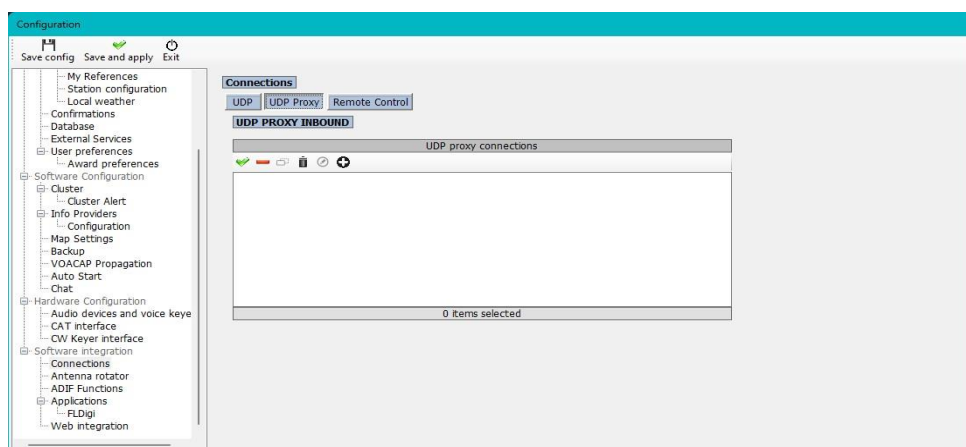 Configuration
Save config Save and apply Exit
My References
Station configuration
Local weather
Confirmations
Database
External Services
User preferences
Award preferences
Software Configuration
Cluster
Cluster Alert
Info Providers
Configuration
Map Settings
Backup
VOACAP Propagation
Auto Start
Chat
Hardware Configuration
Audio devices and voice keye
CAT interface
CW Keyer interface
Software integration
Connections
Antenna rotator
ADIF Functions
Applications
FLDigi
Web integration
Connections
UDP UDP Proxy Remote Control
UDP PROXY INBOUND
UDP proxy connections
0 items selected